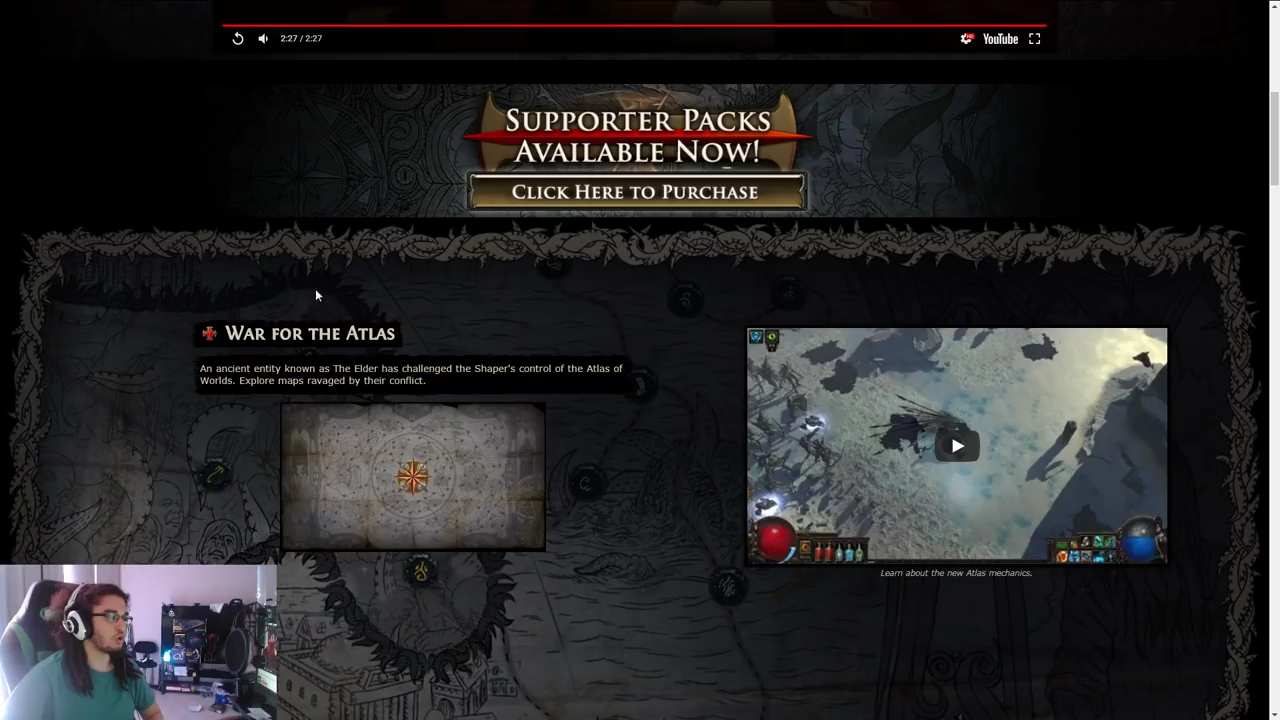 2:27 / 2:27
HD
YouTube
SUPPORTER PACKS
AVAILABLE NOW!
CLICK HERE TO PURCHASE
WAR FOR THE ATLAS
An ancient entity known as The Elder has challenged the Shaper's control of the Atlas of
Worlds. Explore maps ravaged by their conflict.
Learn about the new Atlas mechanics.